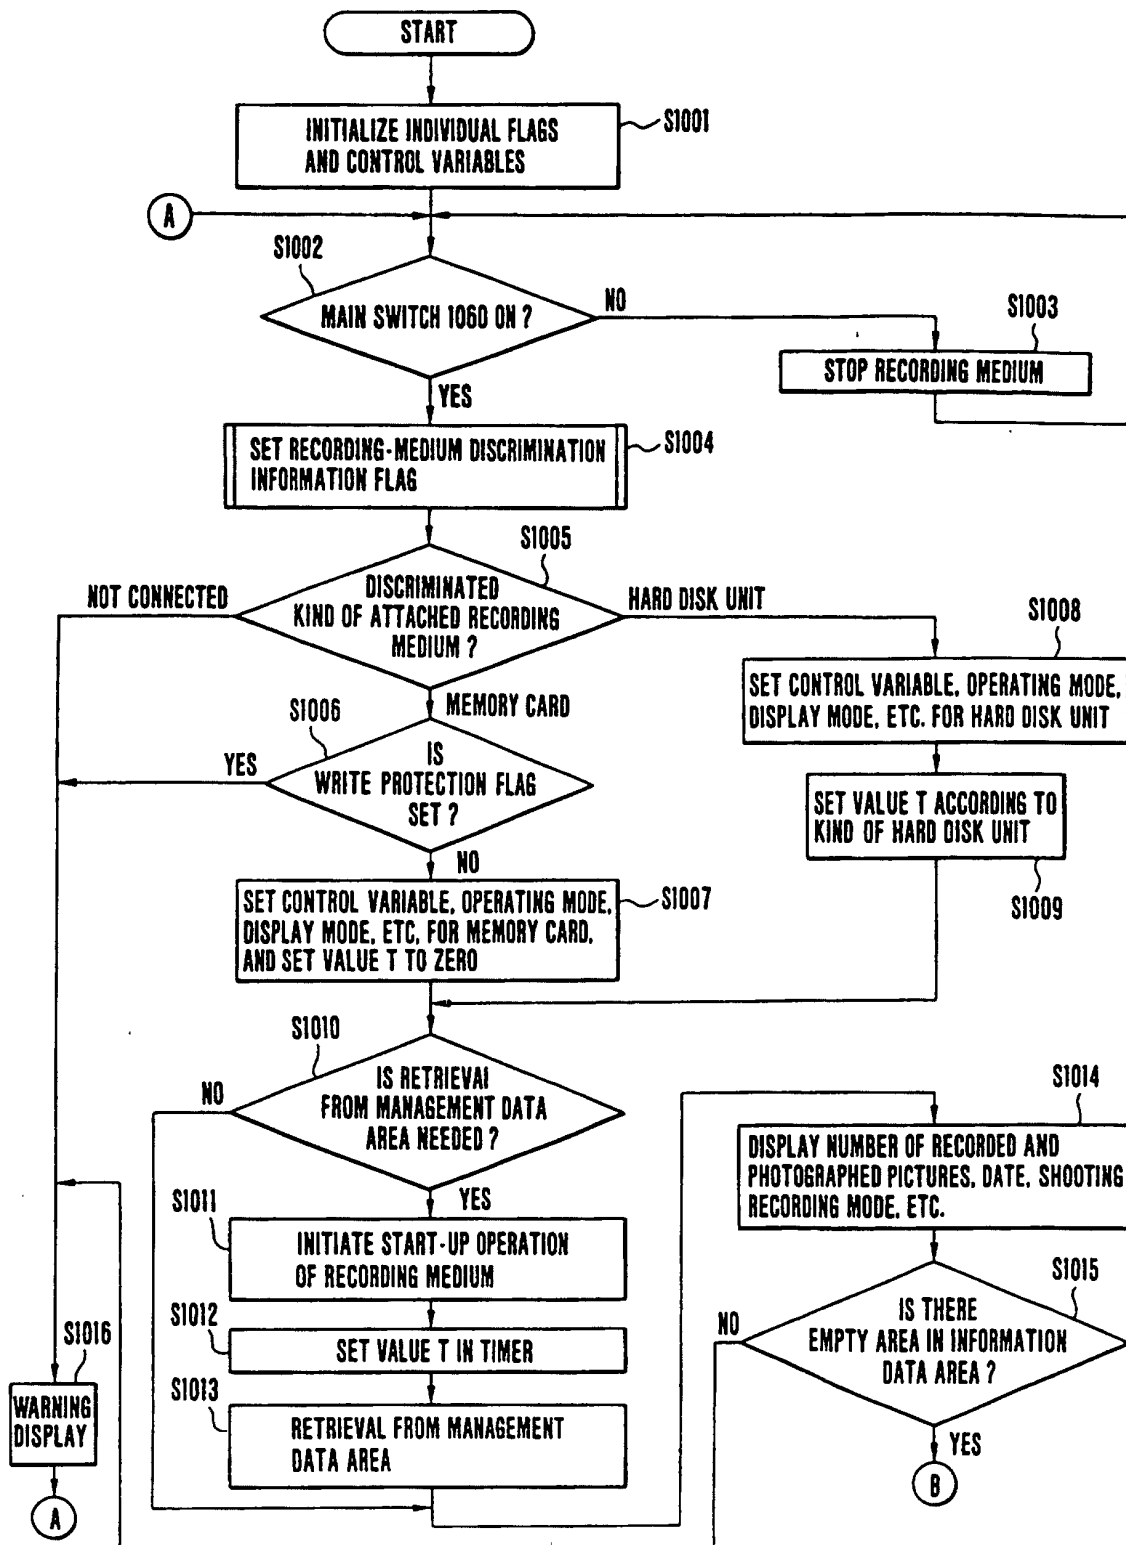 START
INITIALIZE INDIVIDUAL FLAGS
AND CONTROL VARIABLES
S1001
A
S1002
MAIN SWITCH 1060 ON ?
NO
S1003
STOP RECORDING MEDIUM
YES
SET RECORDING-MEDIUM DISCRIMINATION
INFORMATION FLAG
S1004
S1005
DISCRIMINATED
KIND OF ATTACHED RECORDING
MEDIUM ?
NOT CONNECTED
HARD DISK UNIT
MEMORY CARD
S1008
SET CONTROL VARIABLE, OPERATING MODE,
DISPLAY MODE, ETC. FOR HARD DISK UNIT
S1006
YES
IS
WRITE PROTECTION FLAG
SET ?
NO
SET VALUE T ACCORDING TO
KIND OF HARD DISK UNIT
S1009
SET CONTROL VARIABLE, OPERATING MODE,
DISPLAY MODE, ETC, FOR MEMORY CARD,
AND SET VALUE T TO ZERO
S1007
S1010
NO
IS RETRIEVAl
FROM MANAGEMENT DATA
AREA NEEDED ?
YES
S1011
INITIATE START-UP OPERATION
OF RECORDING MEDIUM
S1012
SET VALUE T IN TIMER
S1013
RETRIEVAL FROM MANAGEMENT
DATA AREA
S1014
DISPLAY NUMBER OF RECORDED AND
PHOTOGRAPHED PICTURES, DATE, SHOOTING
RECORDING MODE, ETC.
S1015
NO
IS THERE
EMPTY AREA IN INFORMATION
DATA AREA ?
YES
B
S1016
WARNING
DISPLAY
A